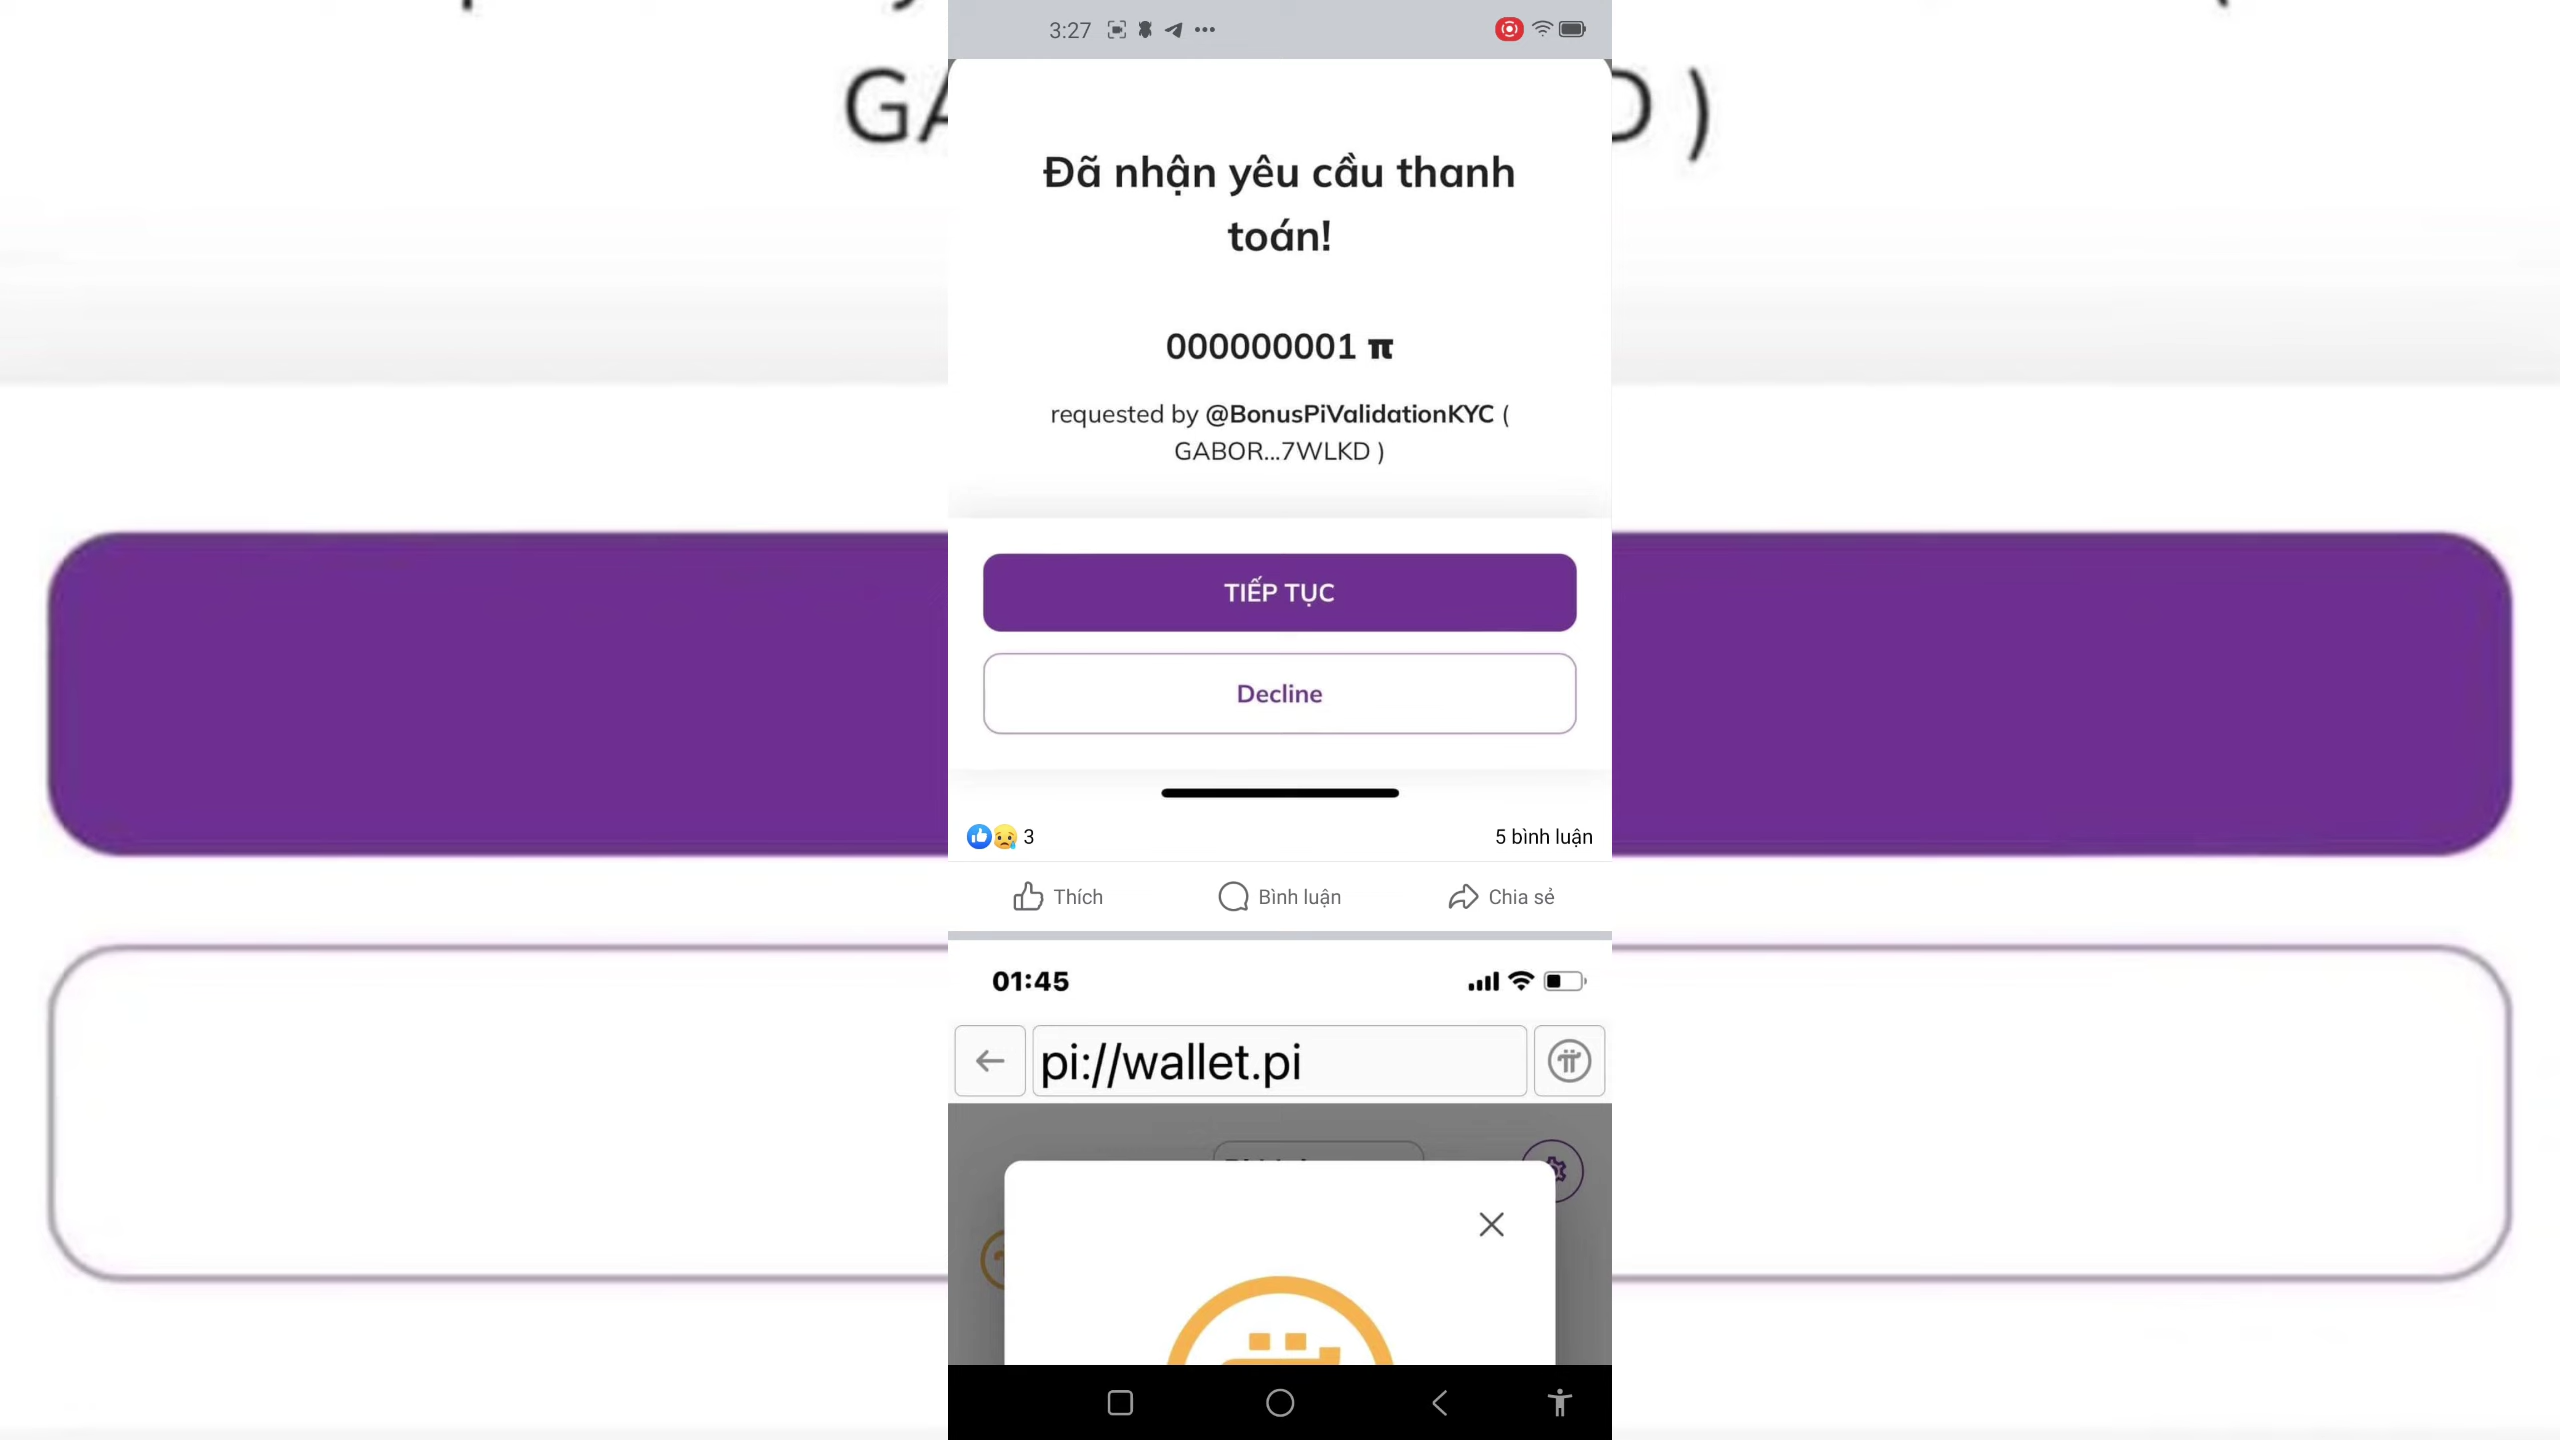 3:27
GA
D )
Đã nhận yêu cầu thanh
toán!
000000001 π
requested by @BonusPiValidationKYC (
GABOR...7WLKD )
TIẾP TỤC
Decline
3
5 bình luận
Thích
Bình luận
Chia sẻ
01:45
pi://wallet.pi